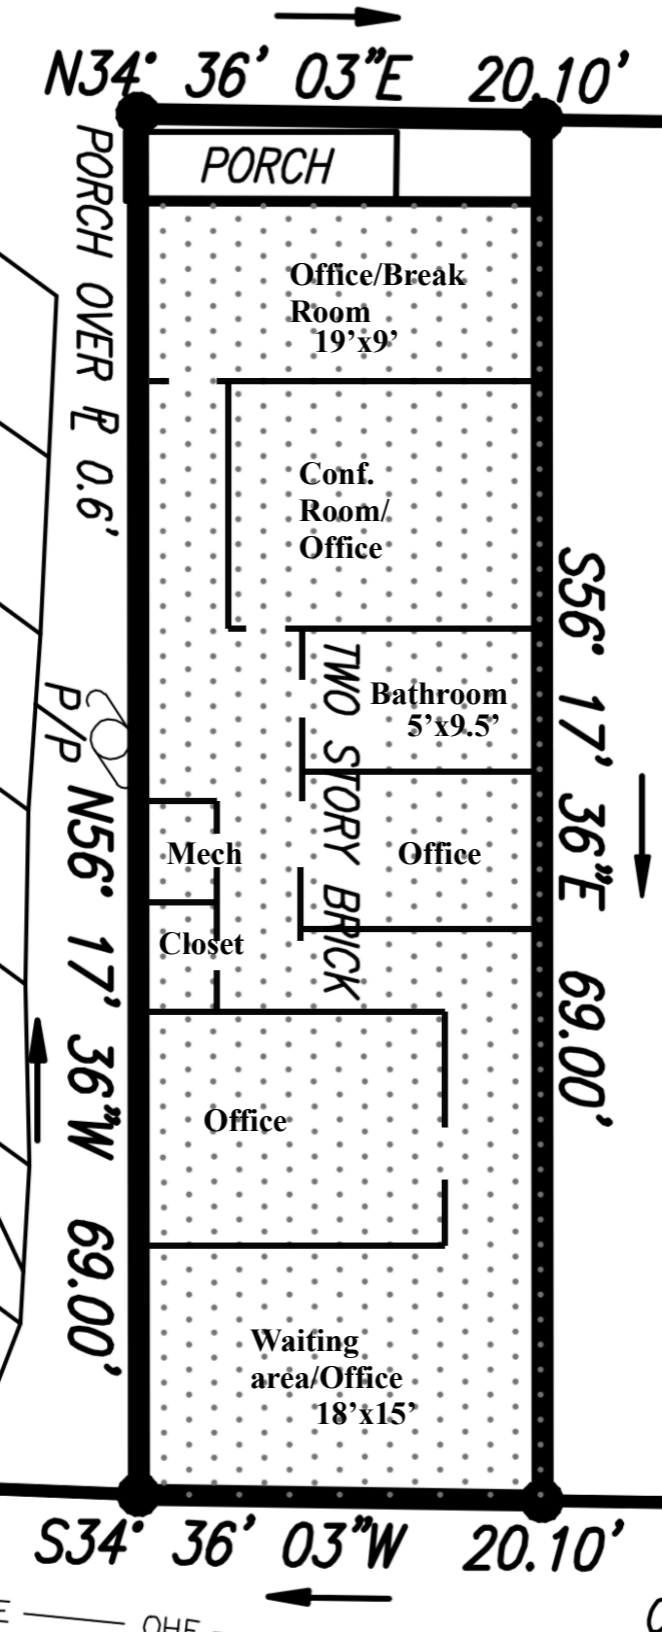 N34° 36' 03"E 20.10'
PORCH
PORCH OVER PL 0.6'
Office/Break
Room
19'x9'
Conf.
Room/
Office
S56° 17' 36"E 69.00'
TWO STORY BRICK
Bathroom
5'x9.5'
P/P
N56° 17' 36"W 69.00'
Mech
Office
Closet
Office
Waiting
area/Office
18'x15'
S34° 36' 03"W 20.10'
OHE